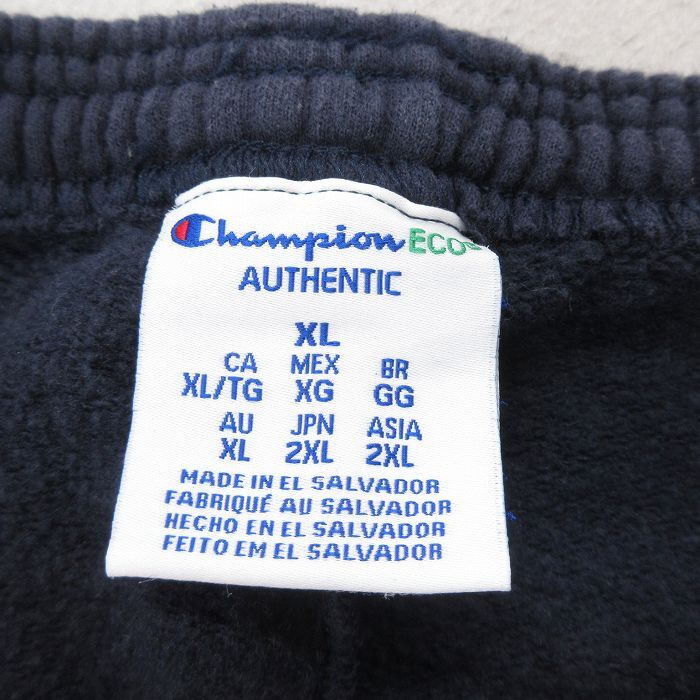 Champion ECO
AUTHENTIC
XL
CA MEX BR
XL/TG XG GG
AU JPN ASIA
XL 2XL 2XL
MADE IN EL SALVADOR
FABRIQUÉ AU SALVADOR
HECHO EN EL SALVADOR
FEITO EM EL SALVADOR